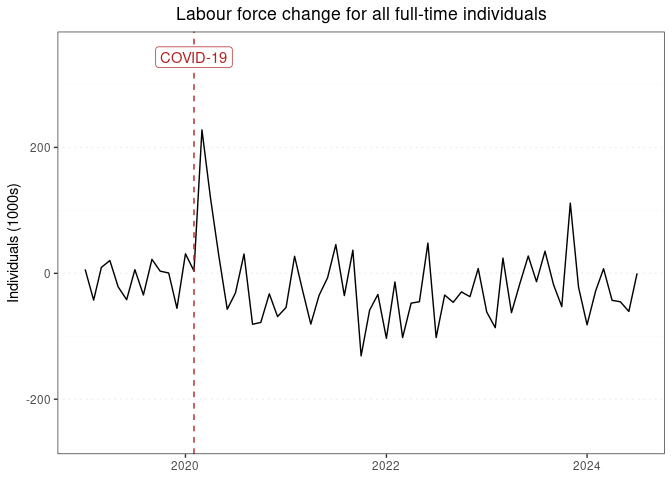 Labour force change for all full-time individuals
COVID-19
Individuals (1000s)
200
0
-200
2020
2022
2024